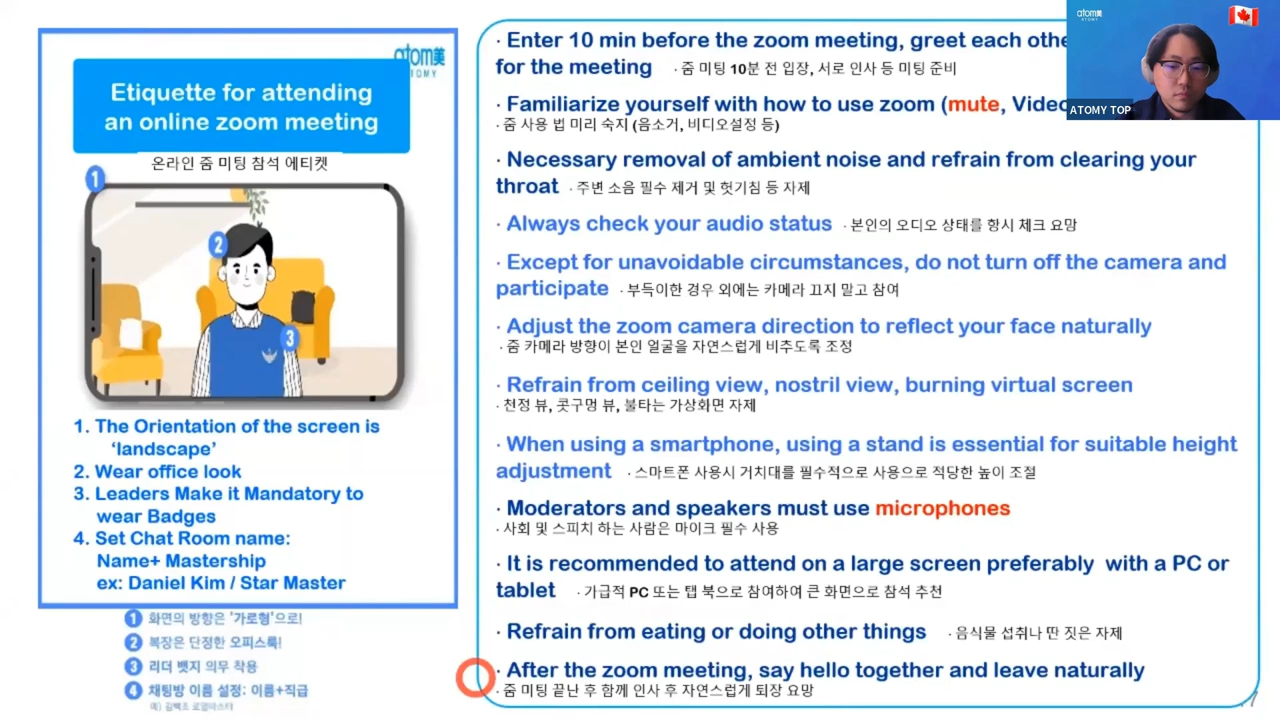 atom美
ATOMY
Etiquette for attending
an online zoom meeting
온라인 줌 미팅 참석 에티켓
1
2
3
1. The Orientation of the screen is
‘landscape’
2. Wear office look
3. Leaders Make it Mandatory to
wear Badges
4. Set Chat Room name:
Name+ Mastership
ex: Daniel Kim / Star Master
1 화면의 방향은 '가로형'으로!
2 복장은 단정한 오피스룩!
3 리더 뱃지 의무 착용
4 채팅방 이름 설정: 이름+직급
예) 김백조 로열마스타
· Enter 10 min before the zoom meeting, greet each
for the meeting · 줌 미팅 10분 전 입장, 서로 인사 등 미팅 준비
· Familiarize yourself with how to use zoom (mute,
· 줌 사용 법 미리 숙지 (음소거, 비디오설정 등)
· Necessary removal of ambient noise and refrain from clearing your
throat · 주변 소음 필수 제거 및 헛기침 등 자제
· Always check your audio status · 본인의 오디오 상태를 항시 체크 요망
· Except for unavoidable circumstances, do not turn off the camera and
participate · 부득이한 경우 외에는 카메라 끄지 말고 참여
· Adjust the zoom camera direction to reflect your face naturally
· 줌 카메라 방향이 본인 얼굴을 자연스럽게 비추도록 조정
· Refrain from ceiling view, nostril view, burning virtual screen
· 천정 뷰, 콧구멍 뷰, 불타는 가상화면 자제
· When using a smartphone, using a stand is essential for suitable height
adjustment · 스마트폰 사용시 거치대를 필수적으로 사용으로 적당한 높이 조절
· Moderators and speakers must use microphones
· 사회 및 스피치 하는 사람은 마이크 필수 사용
· It is recommended to attend on a large screen preferably with a PC or
tablet · 가급적 PC 또는 탭 북으로 참여하여 큰 화면으로 참석 추천
· Refrain from eating or doing other things · 음식물 섭취나 딴 짓은 자제
· After the zoom meeting, say hello together and leave naturally
· 줌 미팅 끝난 후 함께 인사 후 자연스럽게 퇴장 요망
atom美
ATOMY
ATOMY TOP